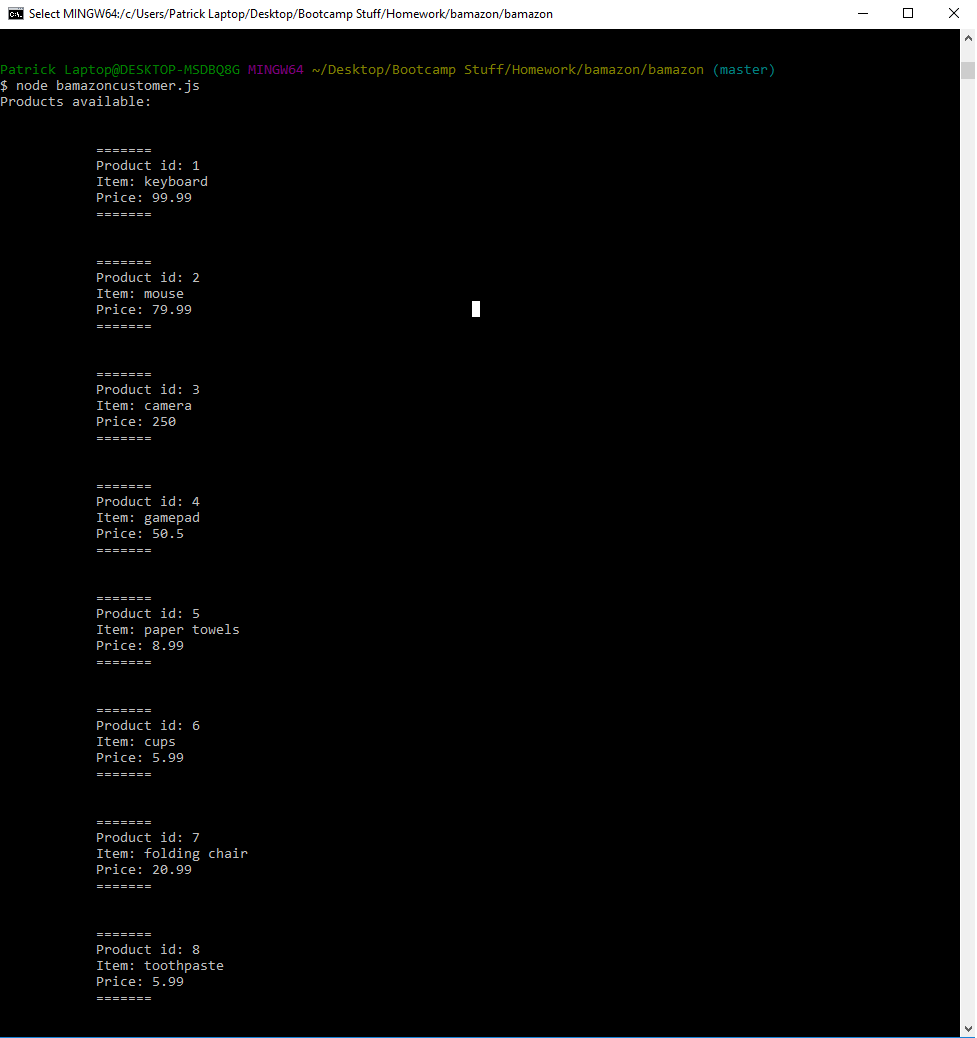 Select MINGW64:/c/Users/Patrick Laptop/Desktop/Bootcamp Stuff/Homework/bamazon/bamazon
Patrick Laptop@DESKTOP-MSDBQ8G MINGW64 ~/Desktop/Bootcamp Stuff/Homework/bamazon/bamazon (master)
$ node bamazoncustomer.js
Products available:
=======
Product id: 1
Item: keyboard
Price: 99.99
=======
=======
Product id: 2
Item: mouse
Price: 79.99
=======
=======
Product id: 3
Item: camera
Price: 250
=======
=======
Product id: 4
Item: gamepad
Price: 50.5
=======
=======
Product id: 5
Item: paper towels
Price: 8.99
=======
=======
Product id: 6
Item: cups
Price: 5.99
=======
=======
Product id: 7
Item: folding chair
Price: 20.99
=======
=======
Product id: 8
Item: toothpaste
Price: 5.99
=======